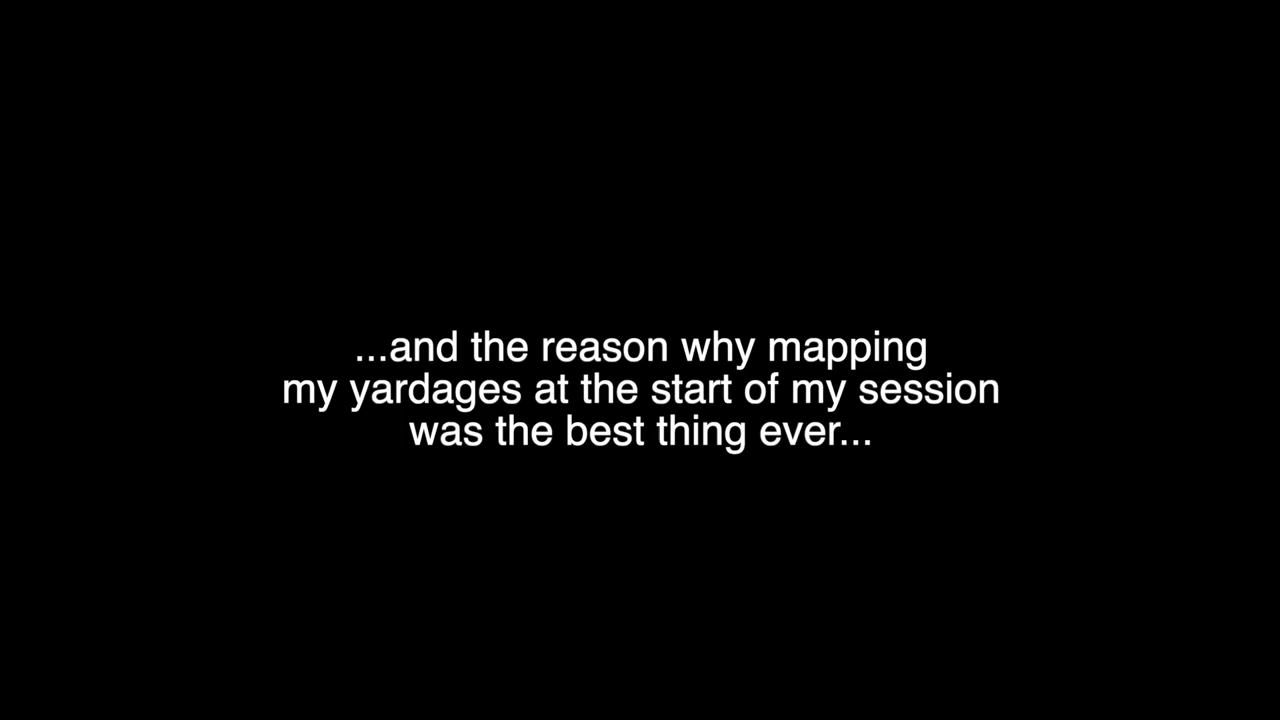 ...and the reason why mapping
my yardages at the start of my session
was the best thing ever...